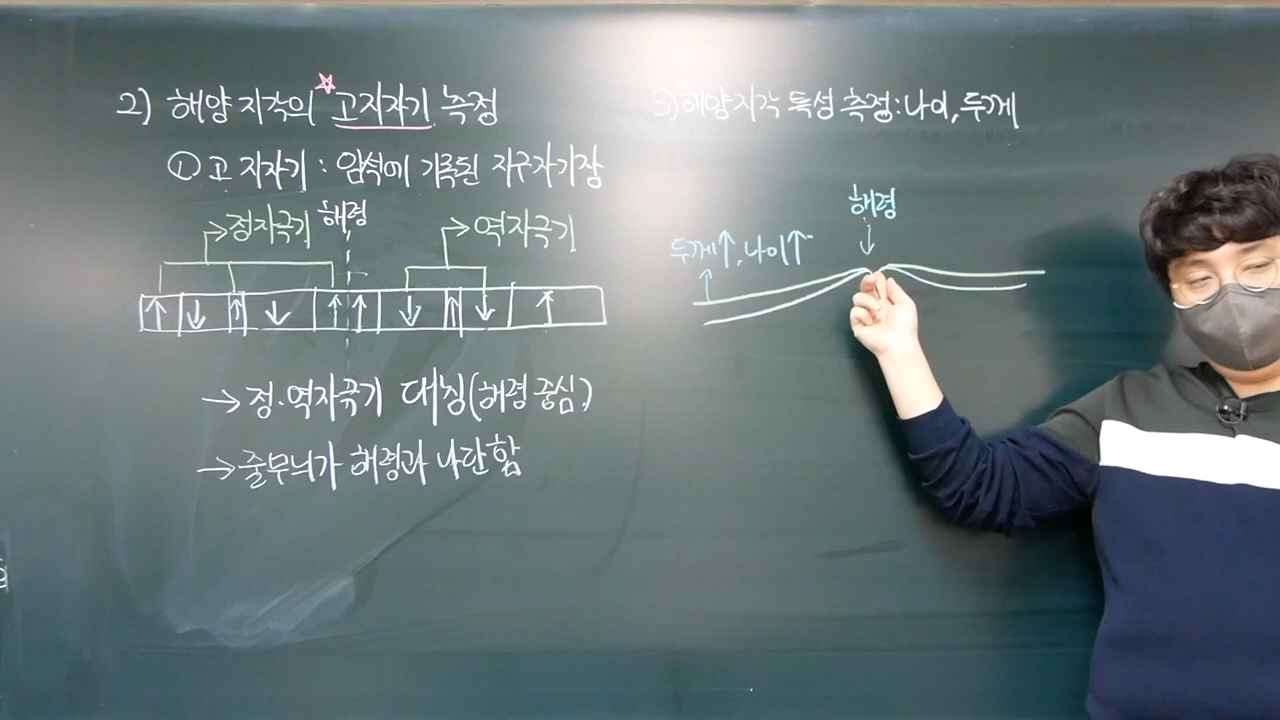 2) 해양 지각의 ☆고지자기 측정
① 고 지자기 : 암석에 기록된 지구자기장
→정자극기 해령 →역자극기
↑ ↓ ↑ ↓ ↑ ↑ ↓ ↑ ↓ ↑
→ 정·역자극기 대칭(해령 중심)
→ 줄무늬가 해령과 나란함
3) 해양지각 특성 측정: 나이, 두께
해령
↓
두께↑, 나이↑